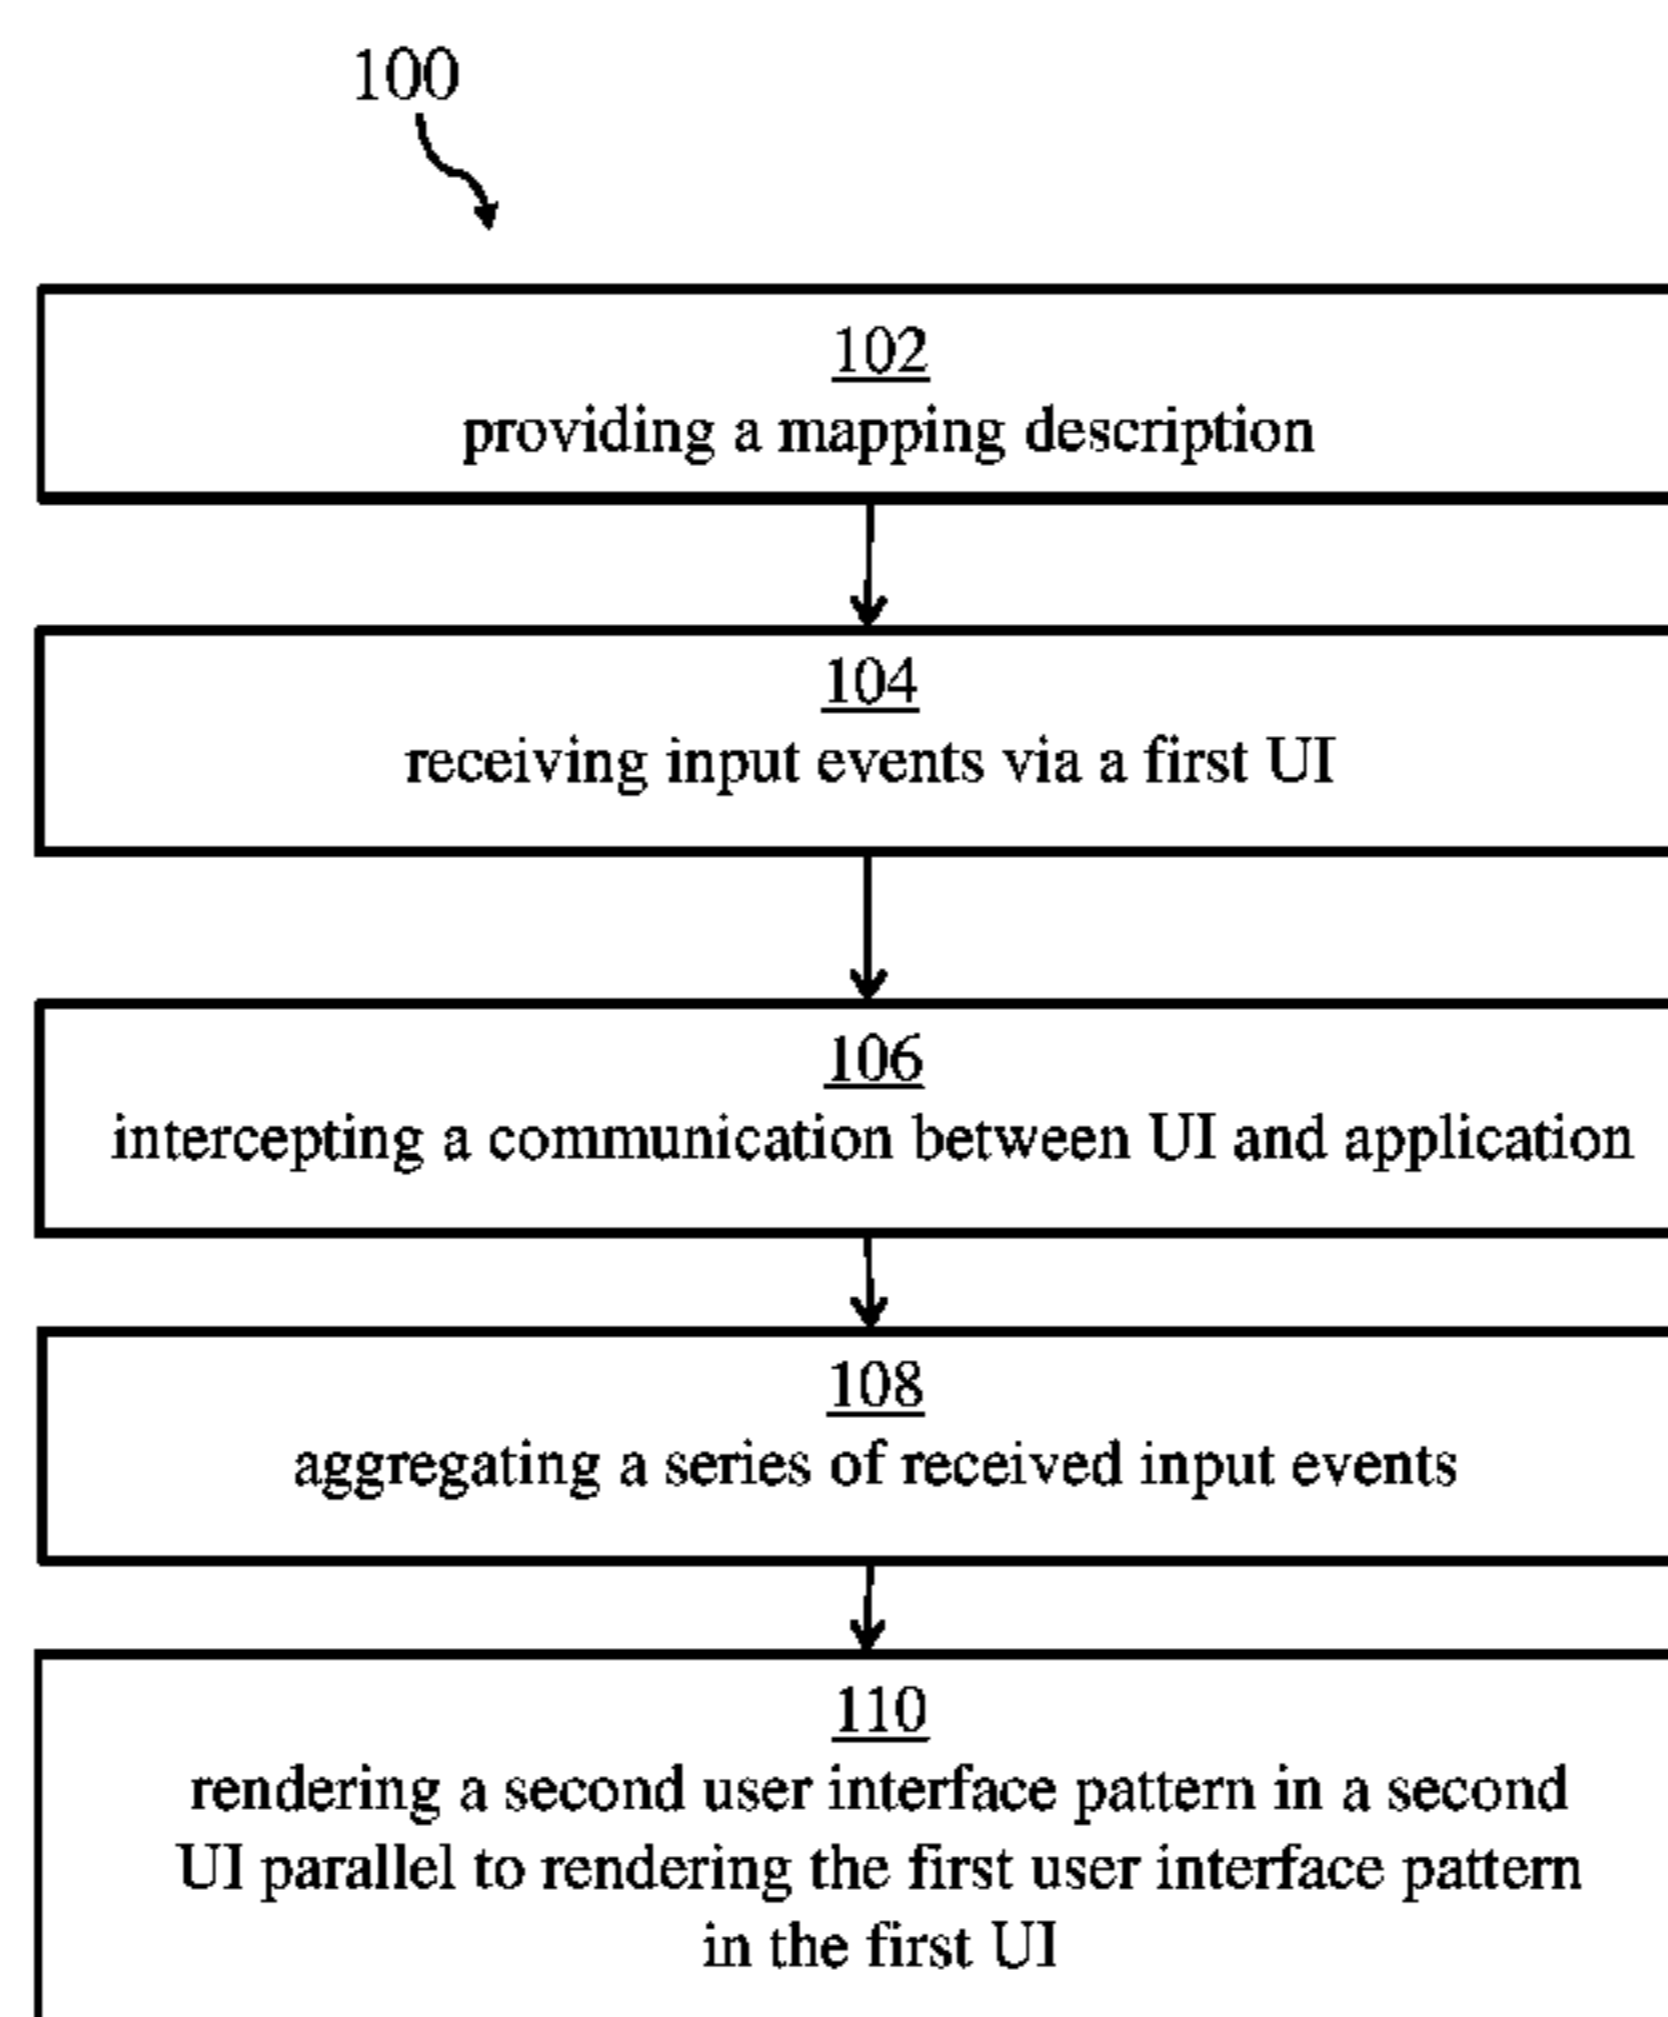 100
102
providing a mapping description
104
receiving input events via a first UI
106
intercepting a communication between UI and application
108
aggregating a series of received input events
110
rendering a second user interface pattern in a second
UI parallel to rendering the first user interface pattern
in the first UI